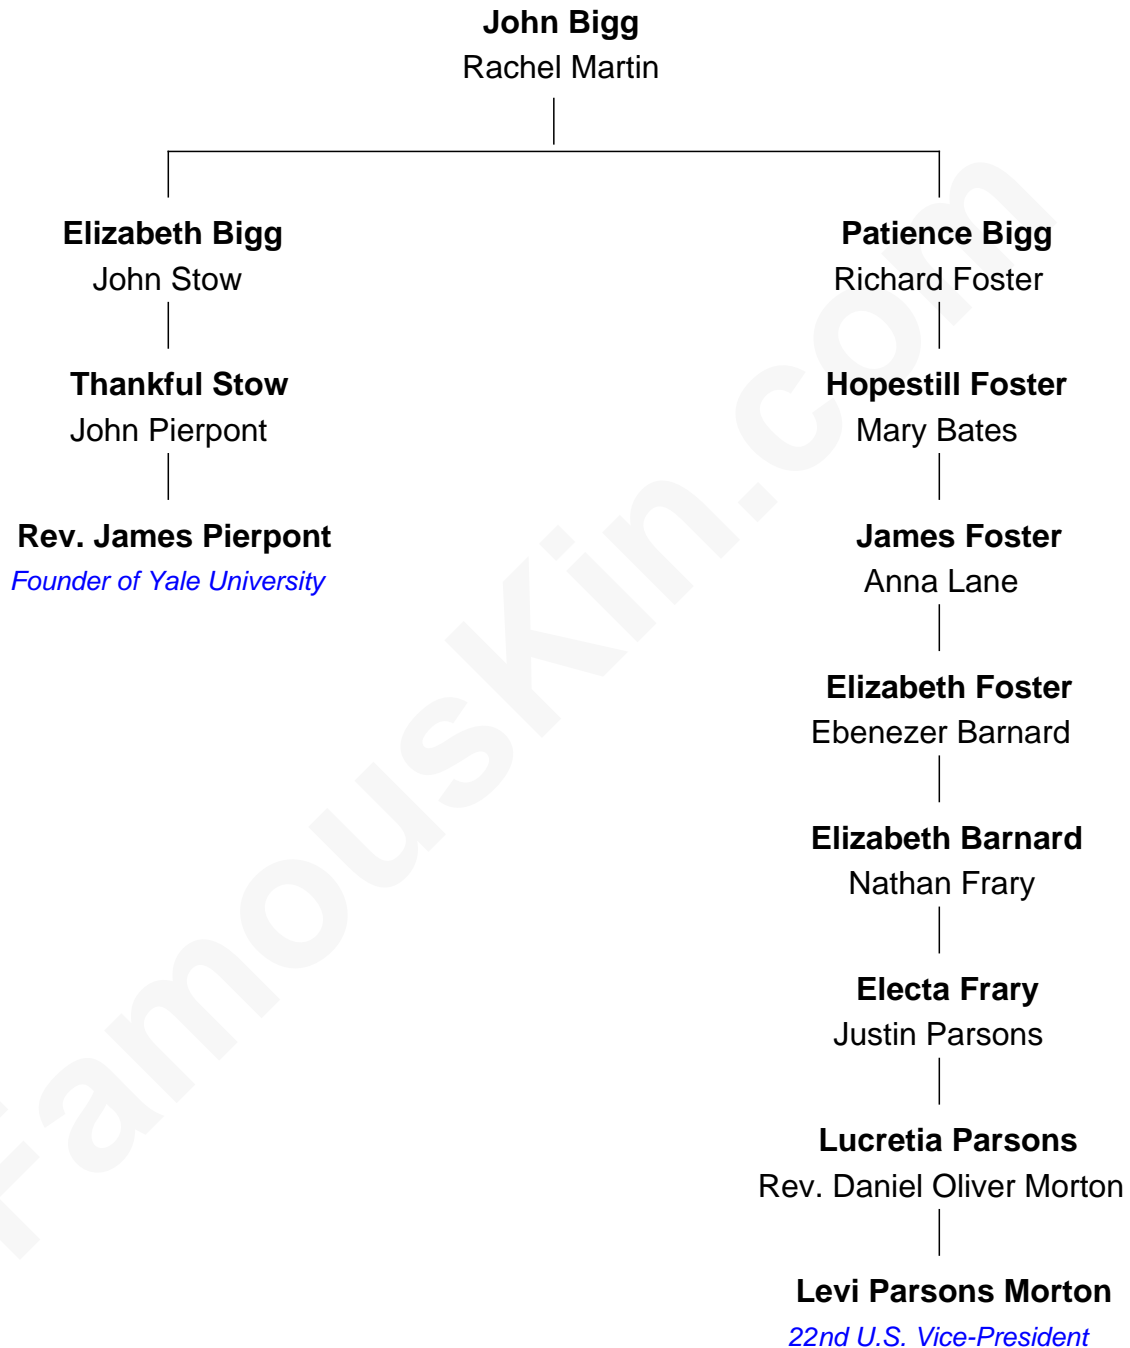 John Bigg
Rachel Martin
Elizabeth Bigg
John Stow
Patience Bigg
Richard Foster
Thankful Stow
John Pierpont
Hopestill Foster
Mary Bates
Rev. James Pierpont
Founder of Yale University
James Foster
Anna Lane
Elizabeth Foster
Ebenezer Barnard
Elizabeth Barnard
Nathan Frary
Electa Frary
Justin Parsons
Lucretia Parsons
Rev. Daniel Oliver Morton
Levi Parsons Morton
22nd U.S. Vice-President
FamousKin.com